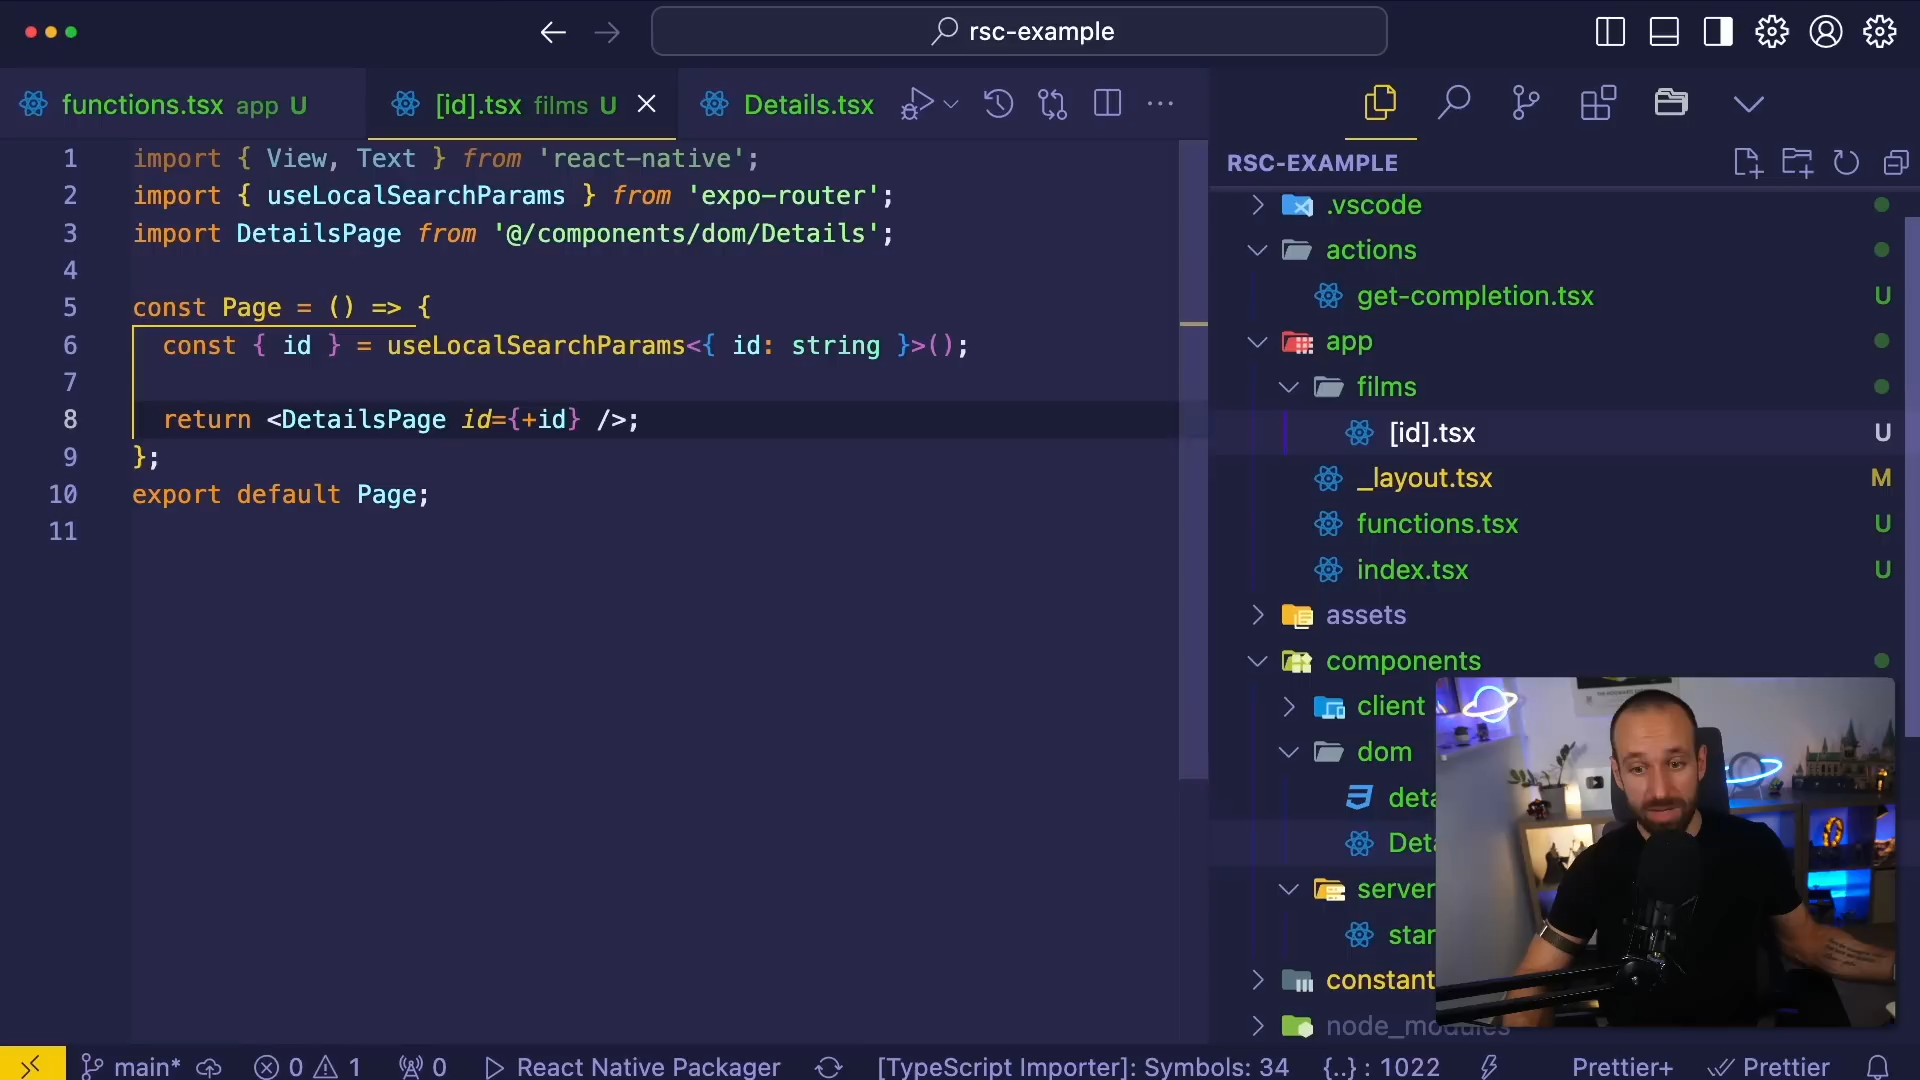 rsc-example
functions.tsx app U
[id].tsx films U
Details.tsx
1 import { View, Text } from 'react-native';
2 import { useLocalSearchParams } from 'expo-router';
3 import DetailsPage from '@/components/dom/Details';
4
5 const Page = () => {
6 const { id } = useLocalSearchParams<{ id: string }>();
7
8 return <DetailsPage id={+id} />;
9 };
10 export default Page;
11
RSC-EXAMPLE
.vscode
actions
get-completion.tsx U
app
films
[id].tsx U
_layout.tsx M
functions.tsx U
index.tsx U
assets
components
client
dom
deta
Deta
server
star
constant
node_modules
main* 0 1 0 React Native Packager [TypeScript Importer]: Symbols: 34 {..} : 1022 Prettier+ Prettier